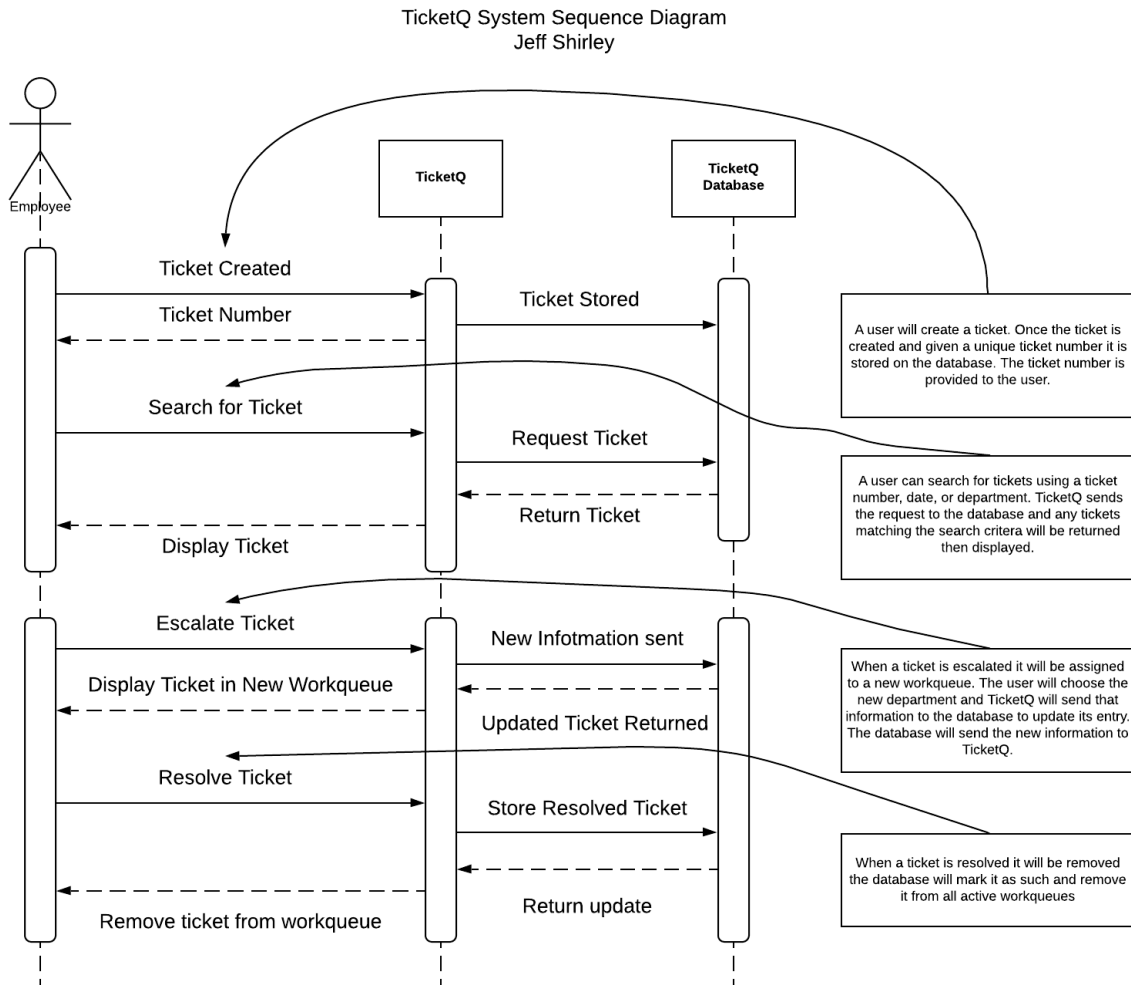 TicketQ System Sequence Diagram
Jeff Shirley
Employee
TicketQ
TicketQ
Database
Ticket Created
Ticket Stored
Ticket Number
A user will create a ticket. Once the ticket is
created and given a unique ticket number it is
stored on the database. The ticket number is
provided to the user.
Search for Ticket
Request Ticket
Return Ticket
Display Ticket
A user can search for tickets using a ticket
number, date, or department. TicketQ sends
the request to the database and any tickets
matching the search critera will be returned
then displayed.
Escalate Ticket
New Infotmation sent
Display Ticket in New Workqueue
Updated Ticket Returned
When a ticket is escalated it will be assigned
to a new workqueue. The user will choose the
new department and TicketQ will send that
information to the database to update its entry.
The database will send the new information to
TicketQ.
Resolve Ticket
Store Resolved Ticket
Return update
Remove ticket from workqueue
When a ticket is resolved it will be removed
the database will mark it as such and remove
it from all active workqueues